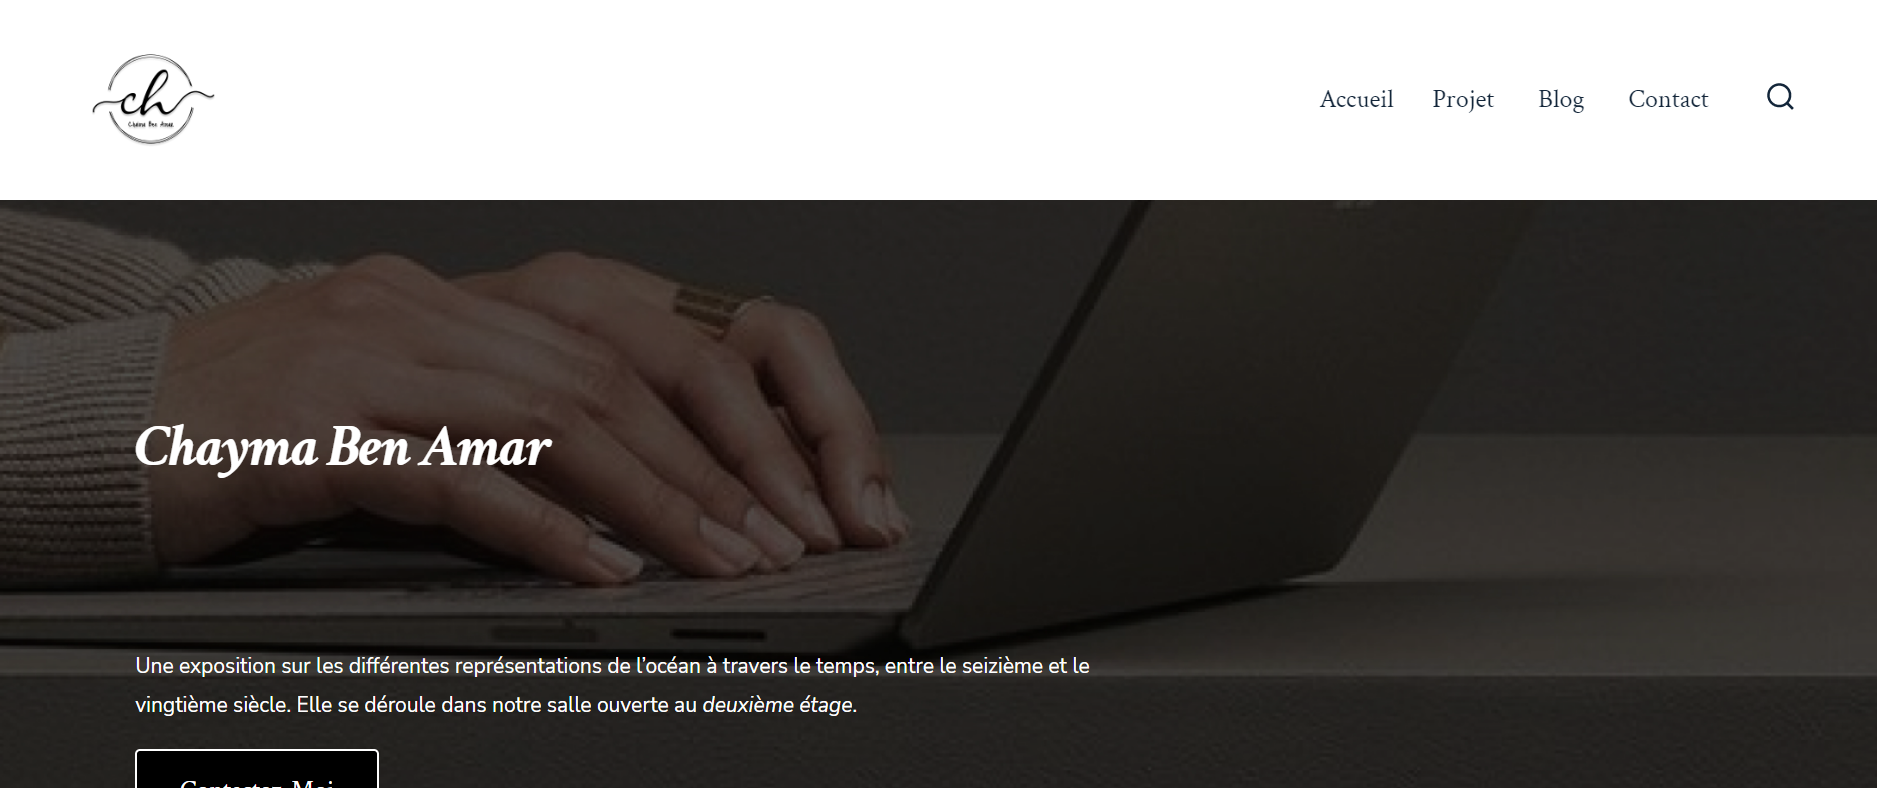 ch
Chayma Ben Amar
Accueil Projet Blog Contact
Chayma Ben Amar
Une exposition sur les différentes représentations de l'océan à travers le temps, entre le seizième et le
vingtième siècle. Elle se déroule dans notre salle ouverte au deuxième étage.
Contactez-Moi